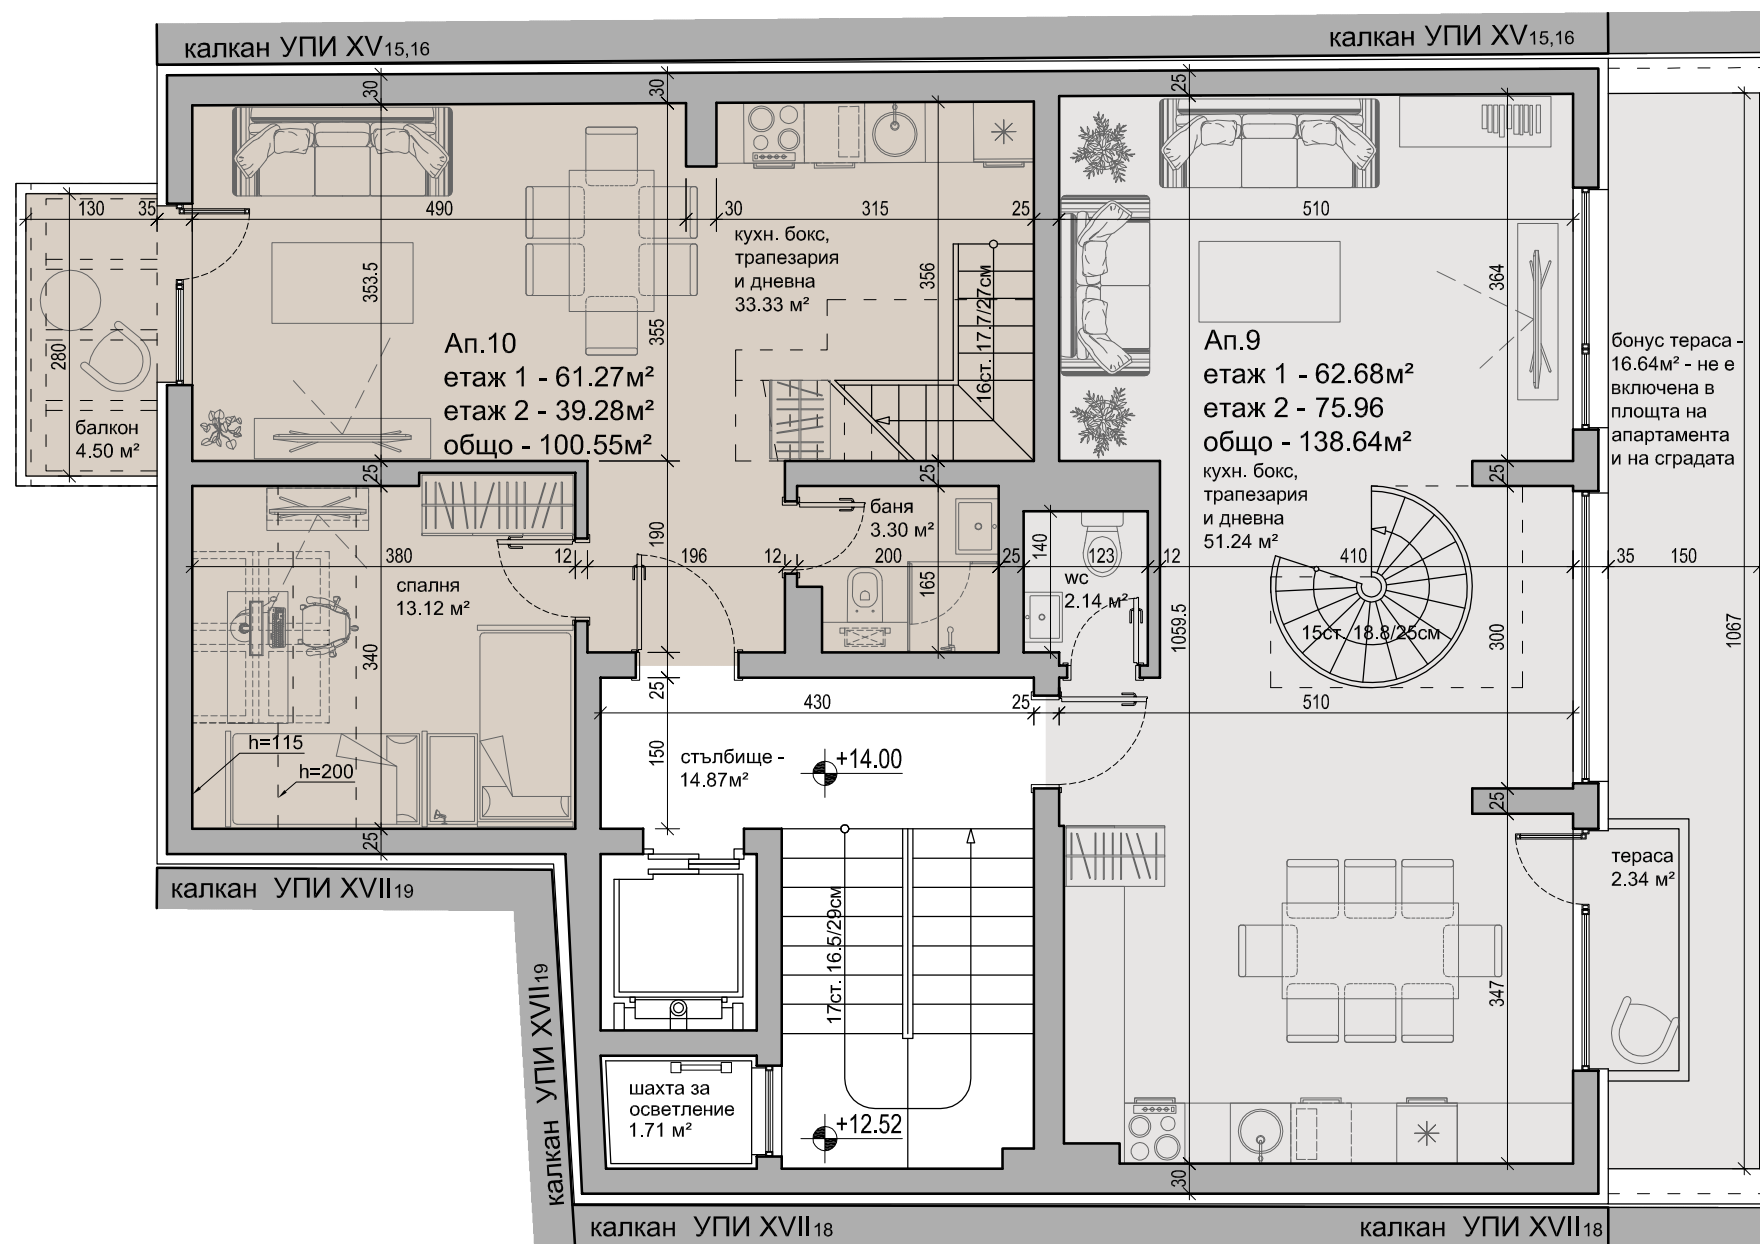 калкан УПИ XV15,16
калкан УПИ XV15,16
30
30
25
130
35
490
30
315
25
510
кухн. бокс,
трапезария
и дневна
33.33 м²
353.5
355
356
364
16ст. 17.7/27см
280
балкон
4.50 м²
Ап.10
етаж 1 - 61.27м²
етаж 2 - 39.28м²
общо - 100.55м²
Ап.9
етаж 1 - 62.68м²
етаж 2 - 75.96
общо - 138.64м²
кухн. бокс,
трапезария
и дневна
51.24 м²
бонус тераса -
16.64м² - не е
включена в
площта на
апартамента
и на сградата
25
25
25
баня
3.30 м²
380
12
190
196
12
200
25
140
123
12
410
35
150
спалня
13.12 м²
165
wc
2.14 м²
1059.5
15ст. 18.8/25см
300
1067
340
25
430
25
510
h=115
h=200
150
стълбище -
14.87м²
+14.00
25
25
калкан УПИ XVII19
тераса
2.34 м²
17ст. 16.5/29см
347
калкан УПИ XVII19
калкан УПИ XVII19
шахта за
осветление
1.71 м²
+12.52
30
калкан УПИ XVII18
калкан УПИ XVII18